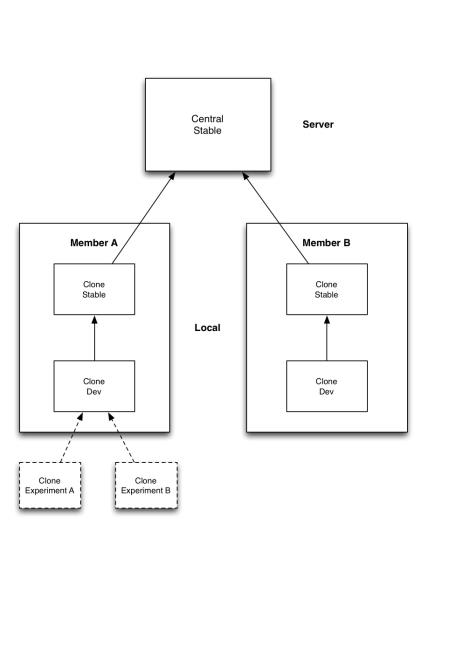 Central
Stable
Server
Member A
Member B
Clone
Stable
Clone
Stable
Local
Clone
Dev
Clone
Dev
Clone
Experiment A
Clone
Experiment B